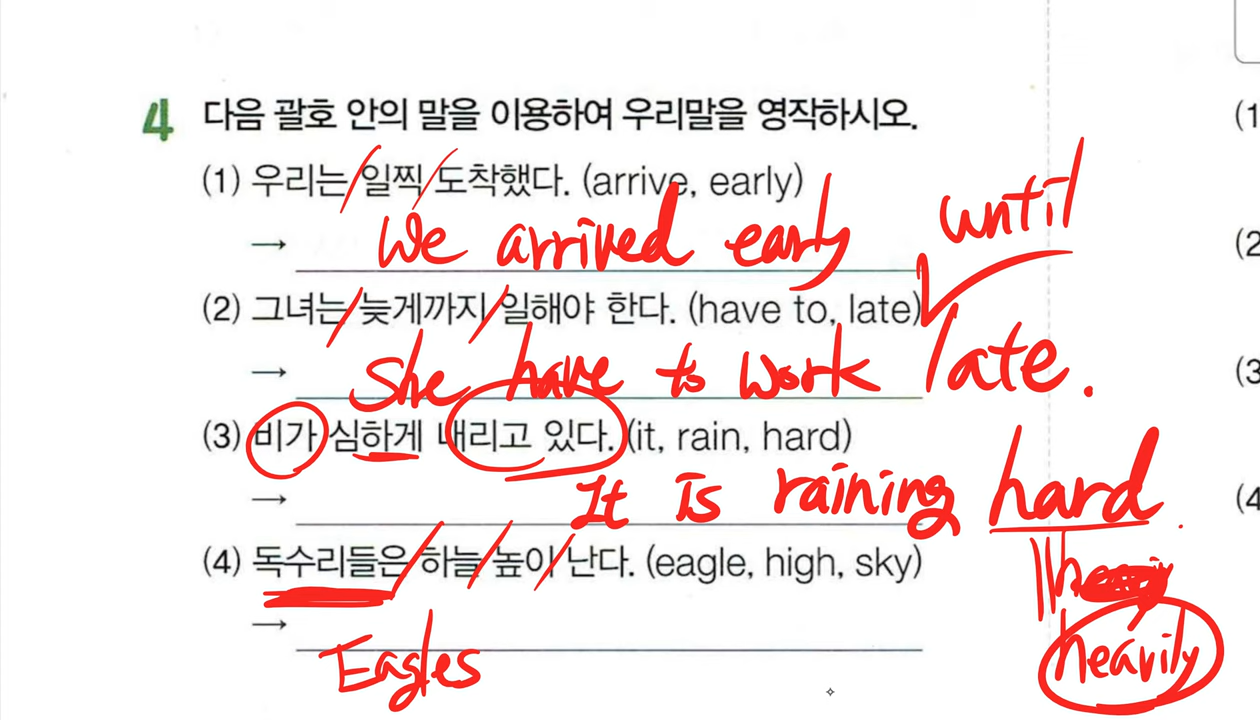 4 다음 괄호 안의 말을 이용하여 우리말을 영작하시오.
(1
(1) 우리는 일찍 도착했다. (arrive, early)
until
→ We arrived early
(2
(2) 그녀는 늦게까지 일해야 한다. (have to, late)
→ She have to work late.
(3
(3) 비가 심하게 내리고 있다. (it, rain, hard)
→ It is raining hard.
(4
(4) 독수리들은 하늘 높이 난다. (eagle, high, sky)
heavily
→ Eagles